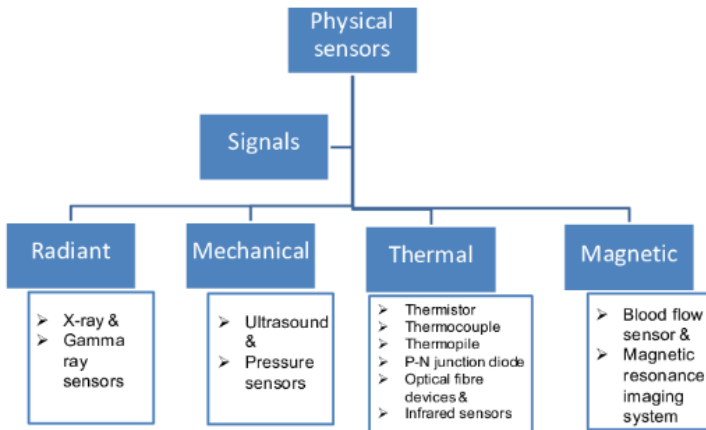 Physical
sensors
Signals
Radiant
Mechanical
Thermal
Magnetic
➢ X-ray &
➢ Gamma
ray
sensors
➢ Ultrasound
&
➢ Pressure
sensors
➢ Thermistor
➢ Thermocouple
➢ Thermopile
➢ P-N junction diode
➢ Optical fibre
devices &
➢ Infrared sensors
➢ Blood flow
sensor &
➢ Magnetic
resonance
imaging
system